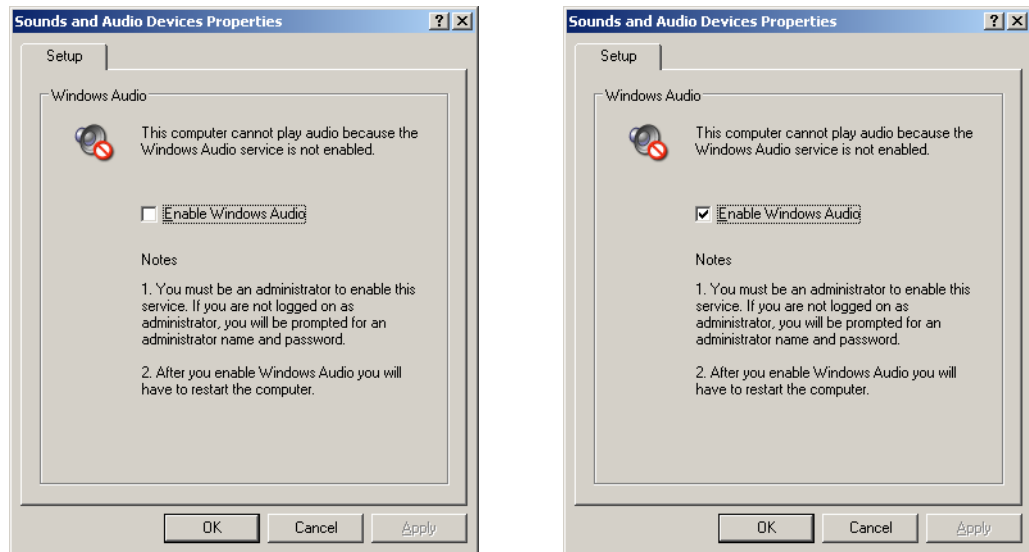 Sounds and Audio Devices Properties
Setup
Windows Audio
This computer cannot play audio because the
Windows Audio service is not enabled.
Enable Windows Audio
Notes
1. You must be an administrator to enable this
service. If you are not logged on as
administrator, you will be prompted for an
administrator name and password.
2. After you enable Windows Audio you will
have to restart the computer.
OK
Cancel
Apply
Sounds and Audio Devices Properties
Setup
Windows Audio
This computer cannot play audio because the
Windows Audio service is not enabled.
Enable Windows Audio
Notes
1. You must be an administrator to enable this
service. If you are not logged on as
administrator, you will be prompted for an
administrator name and password.
2. After you enable Windows Audio you will
have to restart the computer.
OK
Cancel
Apply